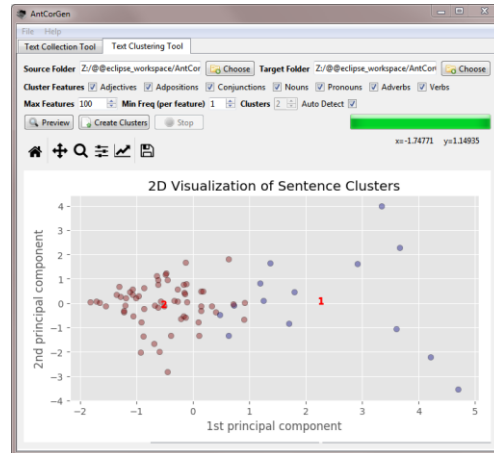 AntCorGen
File Help
Text Collection Tool Text Clustering Tool
Source Folder Z:/@@eclipse_workspace/AntCor Choose Target Folder Z:/@@eclipse_workspace/AntCor Choose
Cluster Features Adjectives Adpositions Conjunctions Nouns Pronouns Adverbs Verbs
Max Features 100 Min Freq (per feature) 1 Clusters 2 Auto Detect
Preview Create Clusters Stop
x=-1.74771 y=1.14935
2D Visualization of Sentence Clusters
4
3
2
1
0
−1
−2
−3
−4
2nd principal component
1
−2 −1 0 1 2 3 4 5
1st principal component